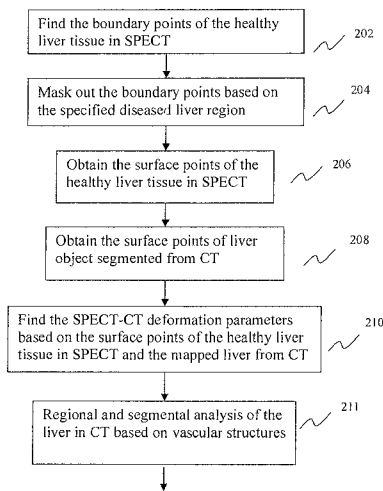 Find the boundary points of the healthy
liver tissue in SPECT
202
Mask out the boundary points based on
the specified diseased liver region
204
Obtain the surface points of the
healthy liver tissue in SPECT
206
Obtain the surface points of liver
object segmented from CT
208
Find the SPECT-CT deformation parameters
based on the surface points of the healthy liver
tissue in SPECT and the mapped liver from CT
210
Regional and segmental analysis of the
liver in CT based on vascular structures
211